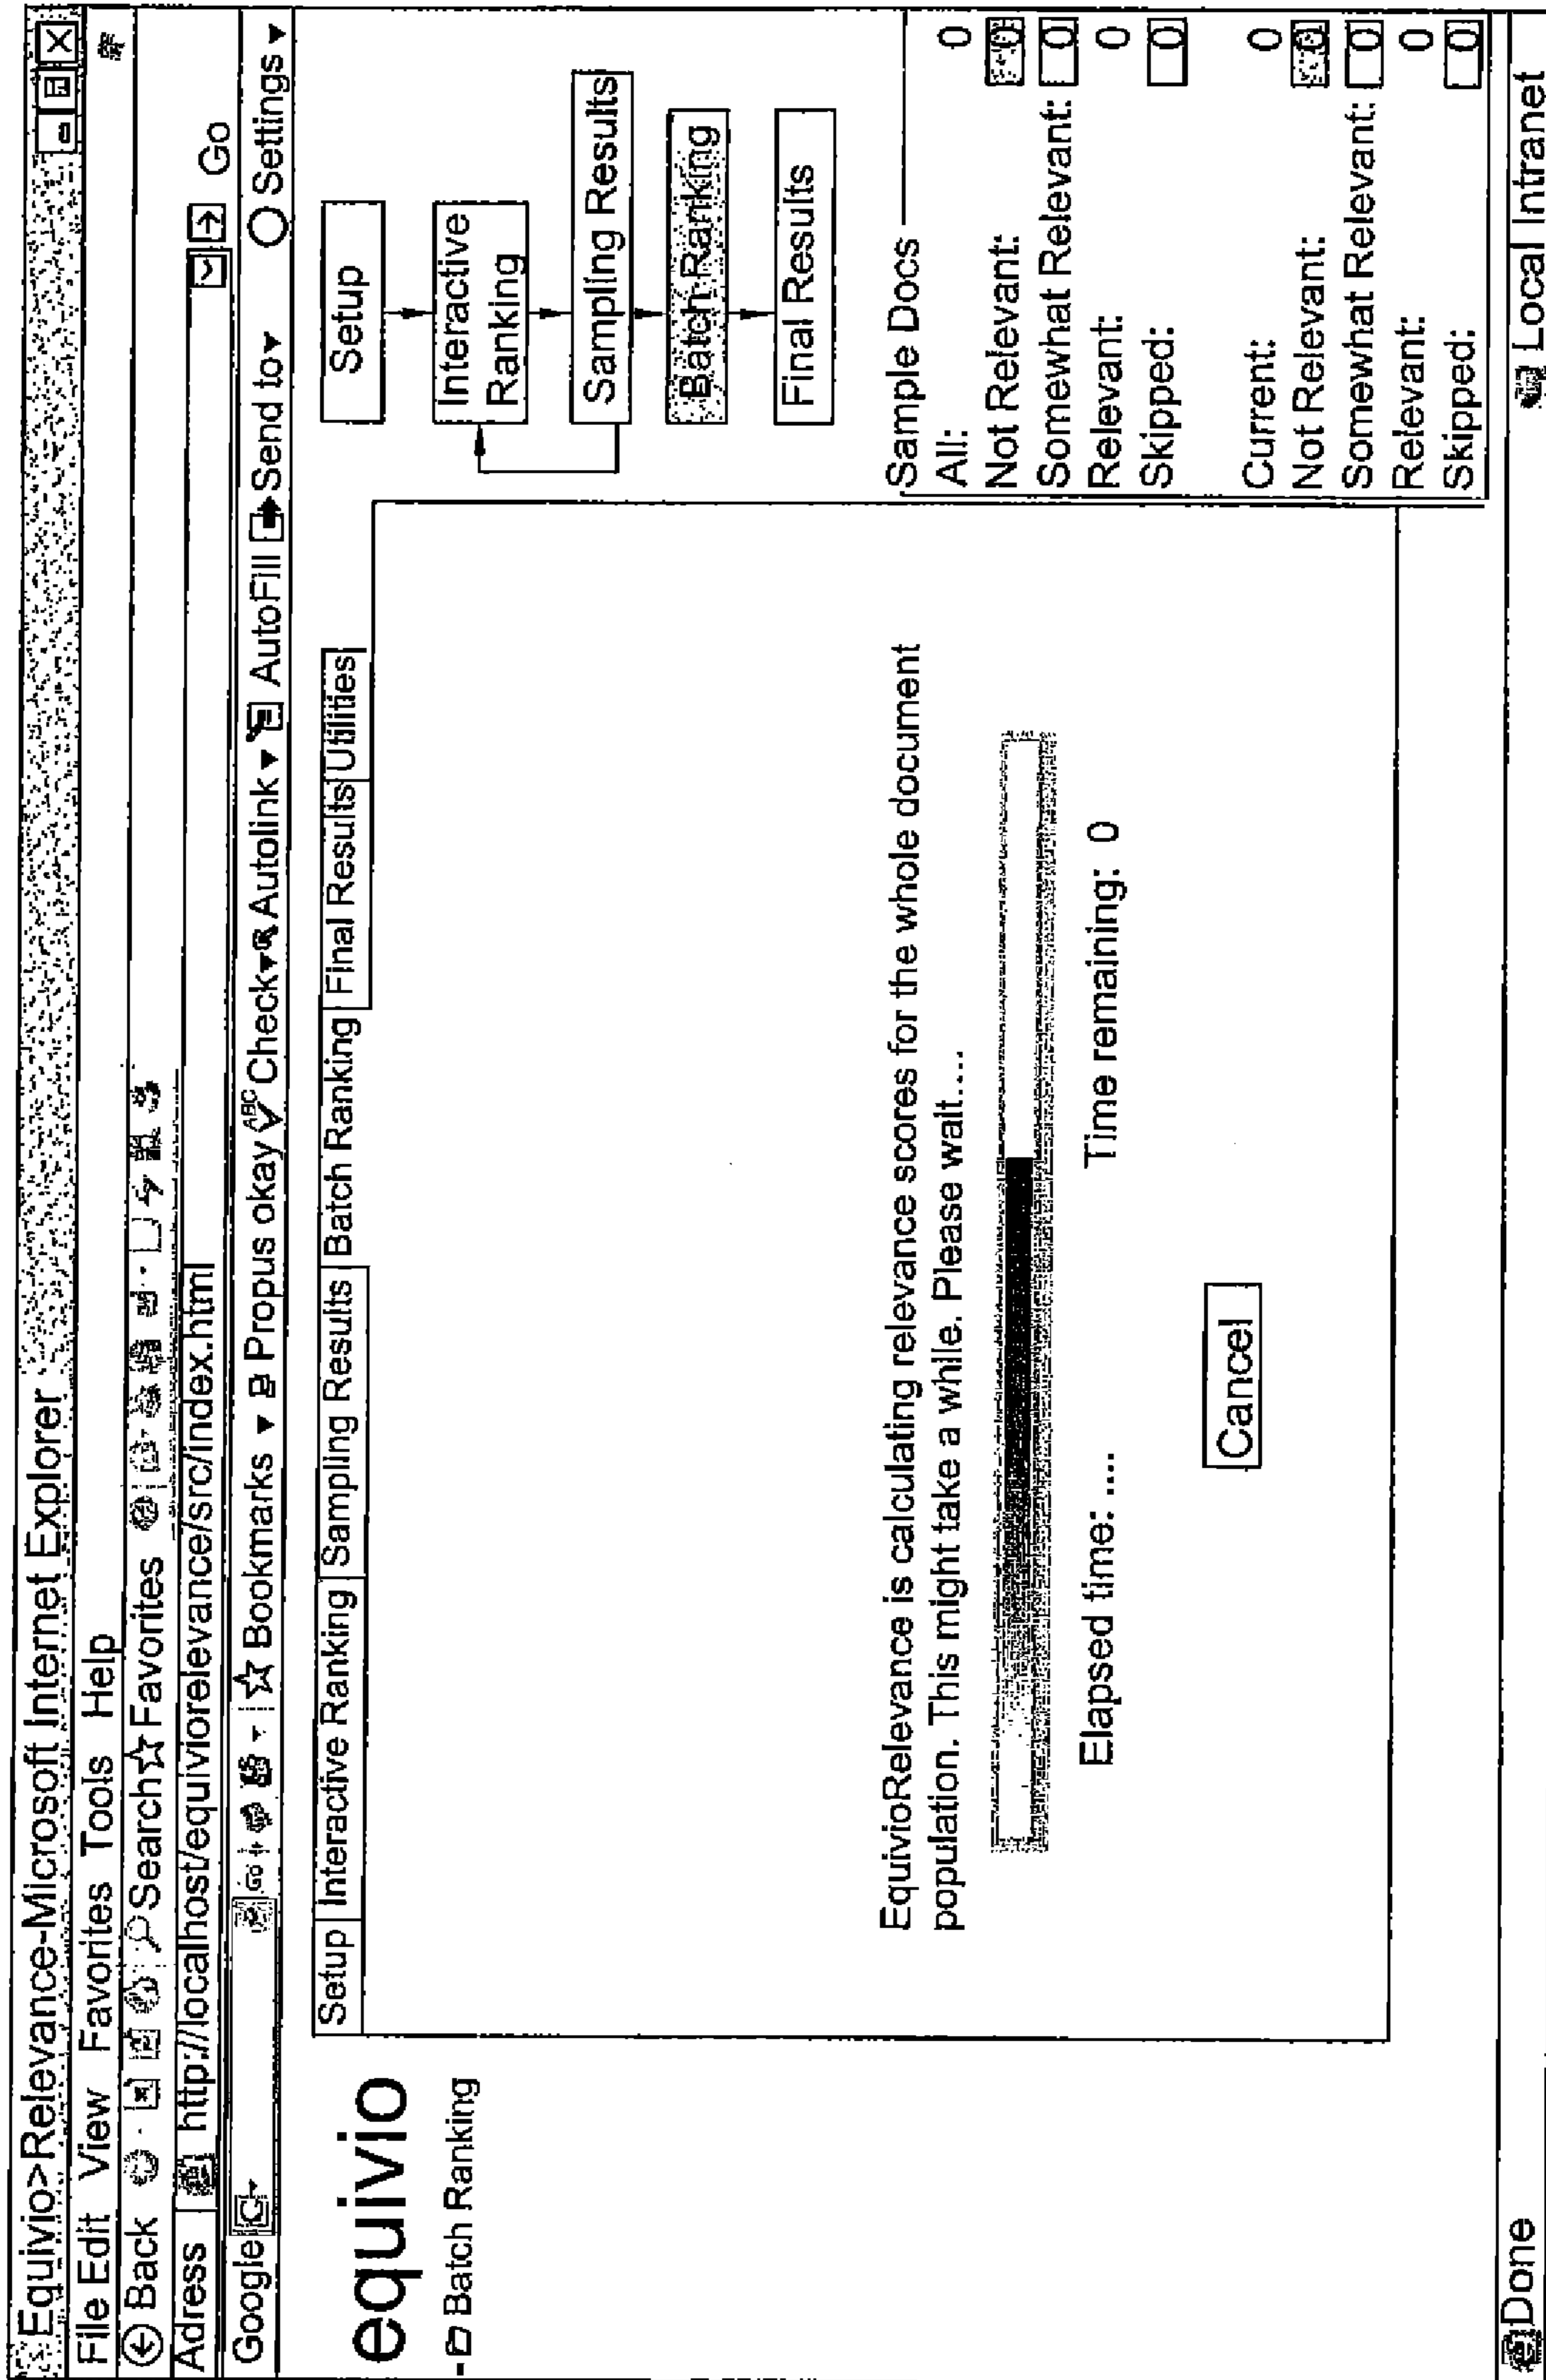 Equivio>Relevance-Microsoft Internet Explorer
File Edit View Favorites Tools Help
Back Search Favorites
Adress http://localhost/equiviorelevance/src/index.html Go
Google Go Bookmarks Propus okay ABC Check Autolink AutoFill Send to Settings
equivio
- Batch Ranking
Setup Interactive Ranking Sampling Results Batch Ranking Final Results Utilities
EquivioRelevance is calculating relevance scores for the whole document
population. This might take a while. Please wait.....
Elapsed time: .... Time remaining: 0
Cancel
Setup
Interactive
Ranking
Sampling Results
Batch Ranking
Final Results
Sample Docs
All: 0
Not Relevant: 0
Somewhat Relevant: 0
Relevant: 0
Skipped: 0
Current: 0
Not Relevant: 0
Somewhat Relevant: 0
Relevant: 0
Skipped: 0
Done Local Intranet